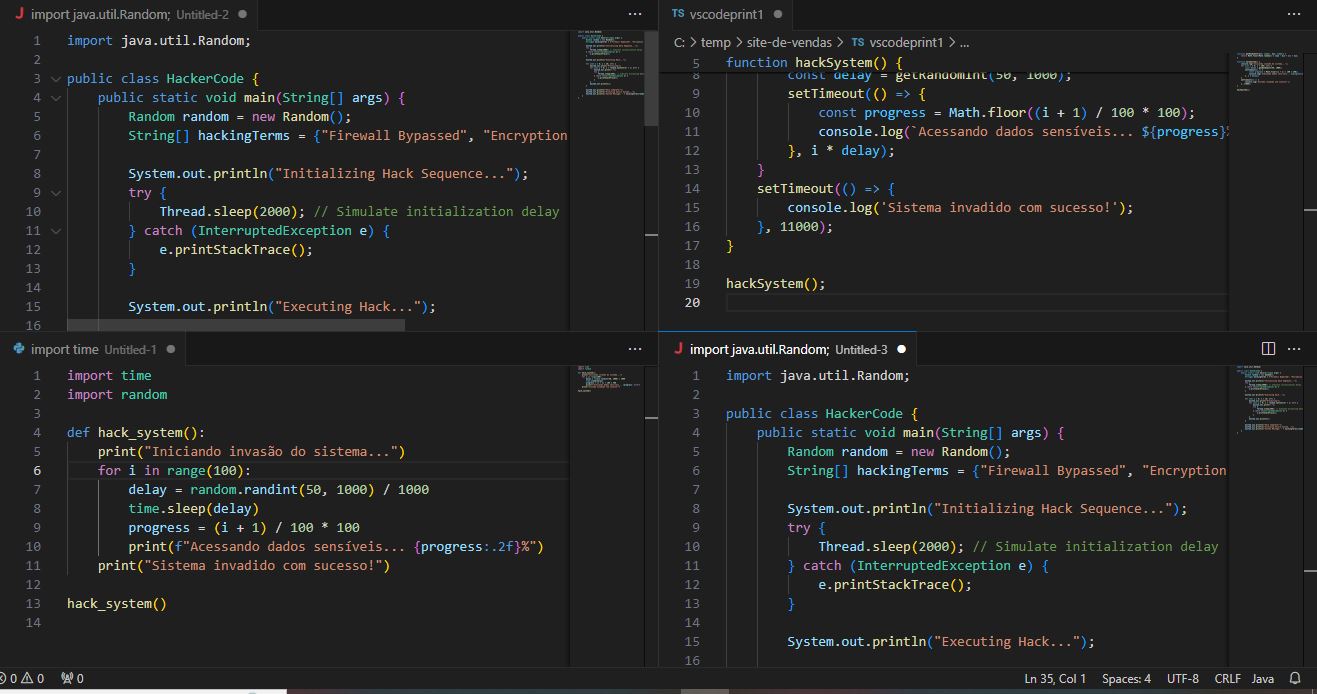 import java.util.Random; Untitled-2
1 import java.util.Random;
2
3 public class HackerCode {
4 public static void main(String[] args) {
5 Random random = new Random();
6 String[] hackingTerms = {"Firewall Bypassed", "Encryption
7
8 System.out.println("Initializing Hack Sequence...");
9 try {
10 Thread.sleep(2000); // Simulate initialization delay
11 } catch (InterruptedException e) {
12 e.printStackTrace();
13 }
14
15 System.out.println("Executing Hack...");
16
TS vscodeprint1
C: > temp > site-de-vendas > TS vscodeprint1 > ...
5 function hackSystem() {
8 const delay = getRandomInt(50, 1000);
9 setTimeout(() => {
10 const progress = Math.floor((i + 1) / 100 * 100);
11 console.log(`Acessando dados sensíveis... ${progress}%
12 }, i * delay);
13 }
14 setTimeout(() => {
15 console.log('Sistema invadido com sucesso!');
16 }, 11000);
17 }
18
19 hackSystem();
20
import time Untitled-1
1 import time
2 import random
3
4 def hack_system():
5 print("Iniciando invasão do sistema...")
6 for i in range(100):
7 delay = random.randint(50, 1000) / 1000
8 time.sleep(delay)
9 progress = (i + 1) / 100 * 100
10 print(f"Acessando dados sensíveis... {progress:.2f}%")
11 print("Sistema invadido com sucesso!")
12
13 hack_system()
14
import java.util.Random; Untitled-3
1 import java.util.Random;
2
3 public class HackerCode {
4 public static void main(String[] args) {
5 Random random = new Random();
6 String[] hackingTerms = {"Firewall Bypassed", "Encryption
7
8 System.out.println("Initializing Hack Sequence...");
9 try {
10 Thread.sleep(2000); // Simulate initialization delay
11 } catch (InterruptedException e) {
12 e.printStackTrace();
13 }
14
15 System.out.println("Executing Hack...");
16
0 0 0 Ln 35, Col 1 Spaces: 4 UTF-8 CRLF Java